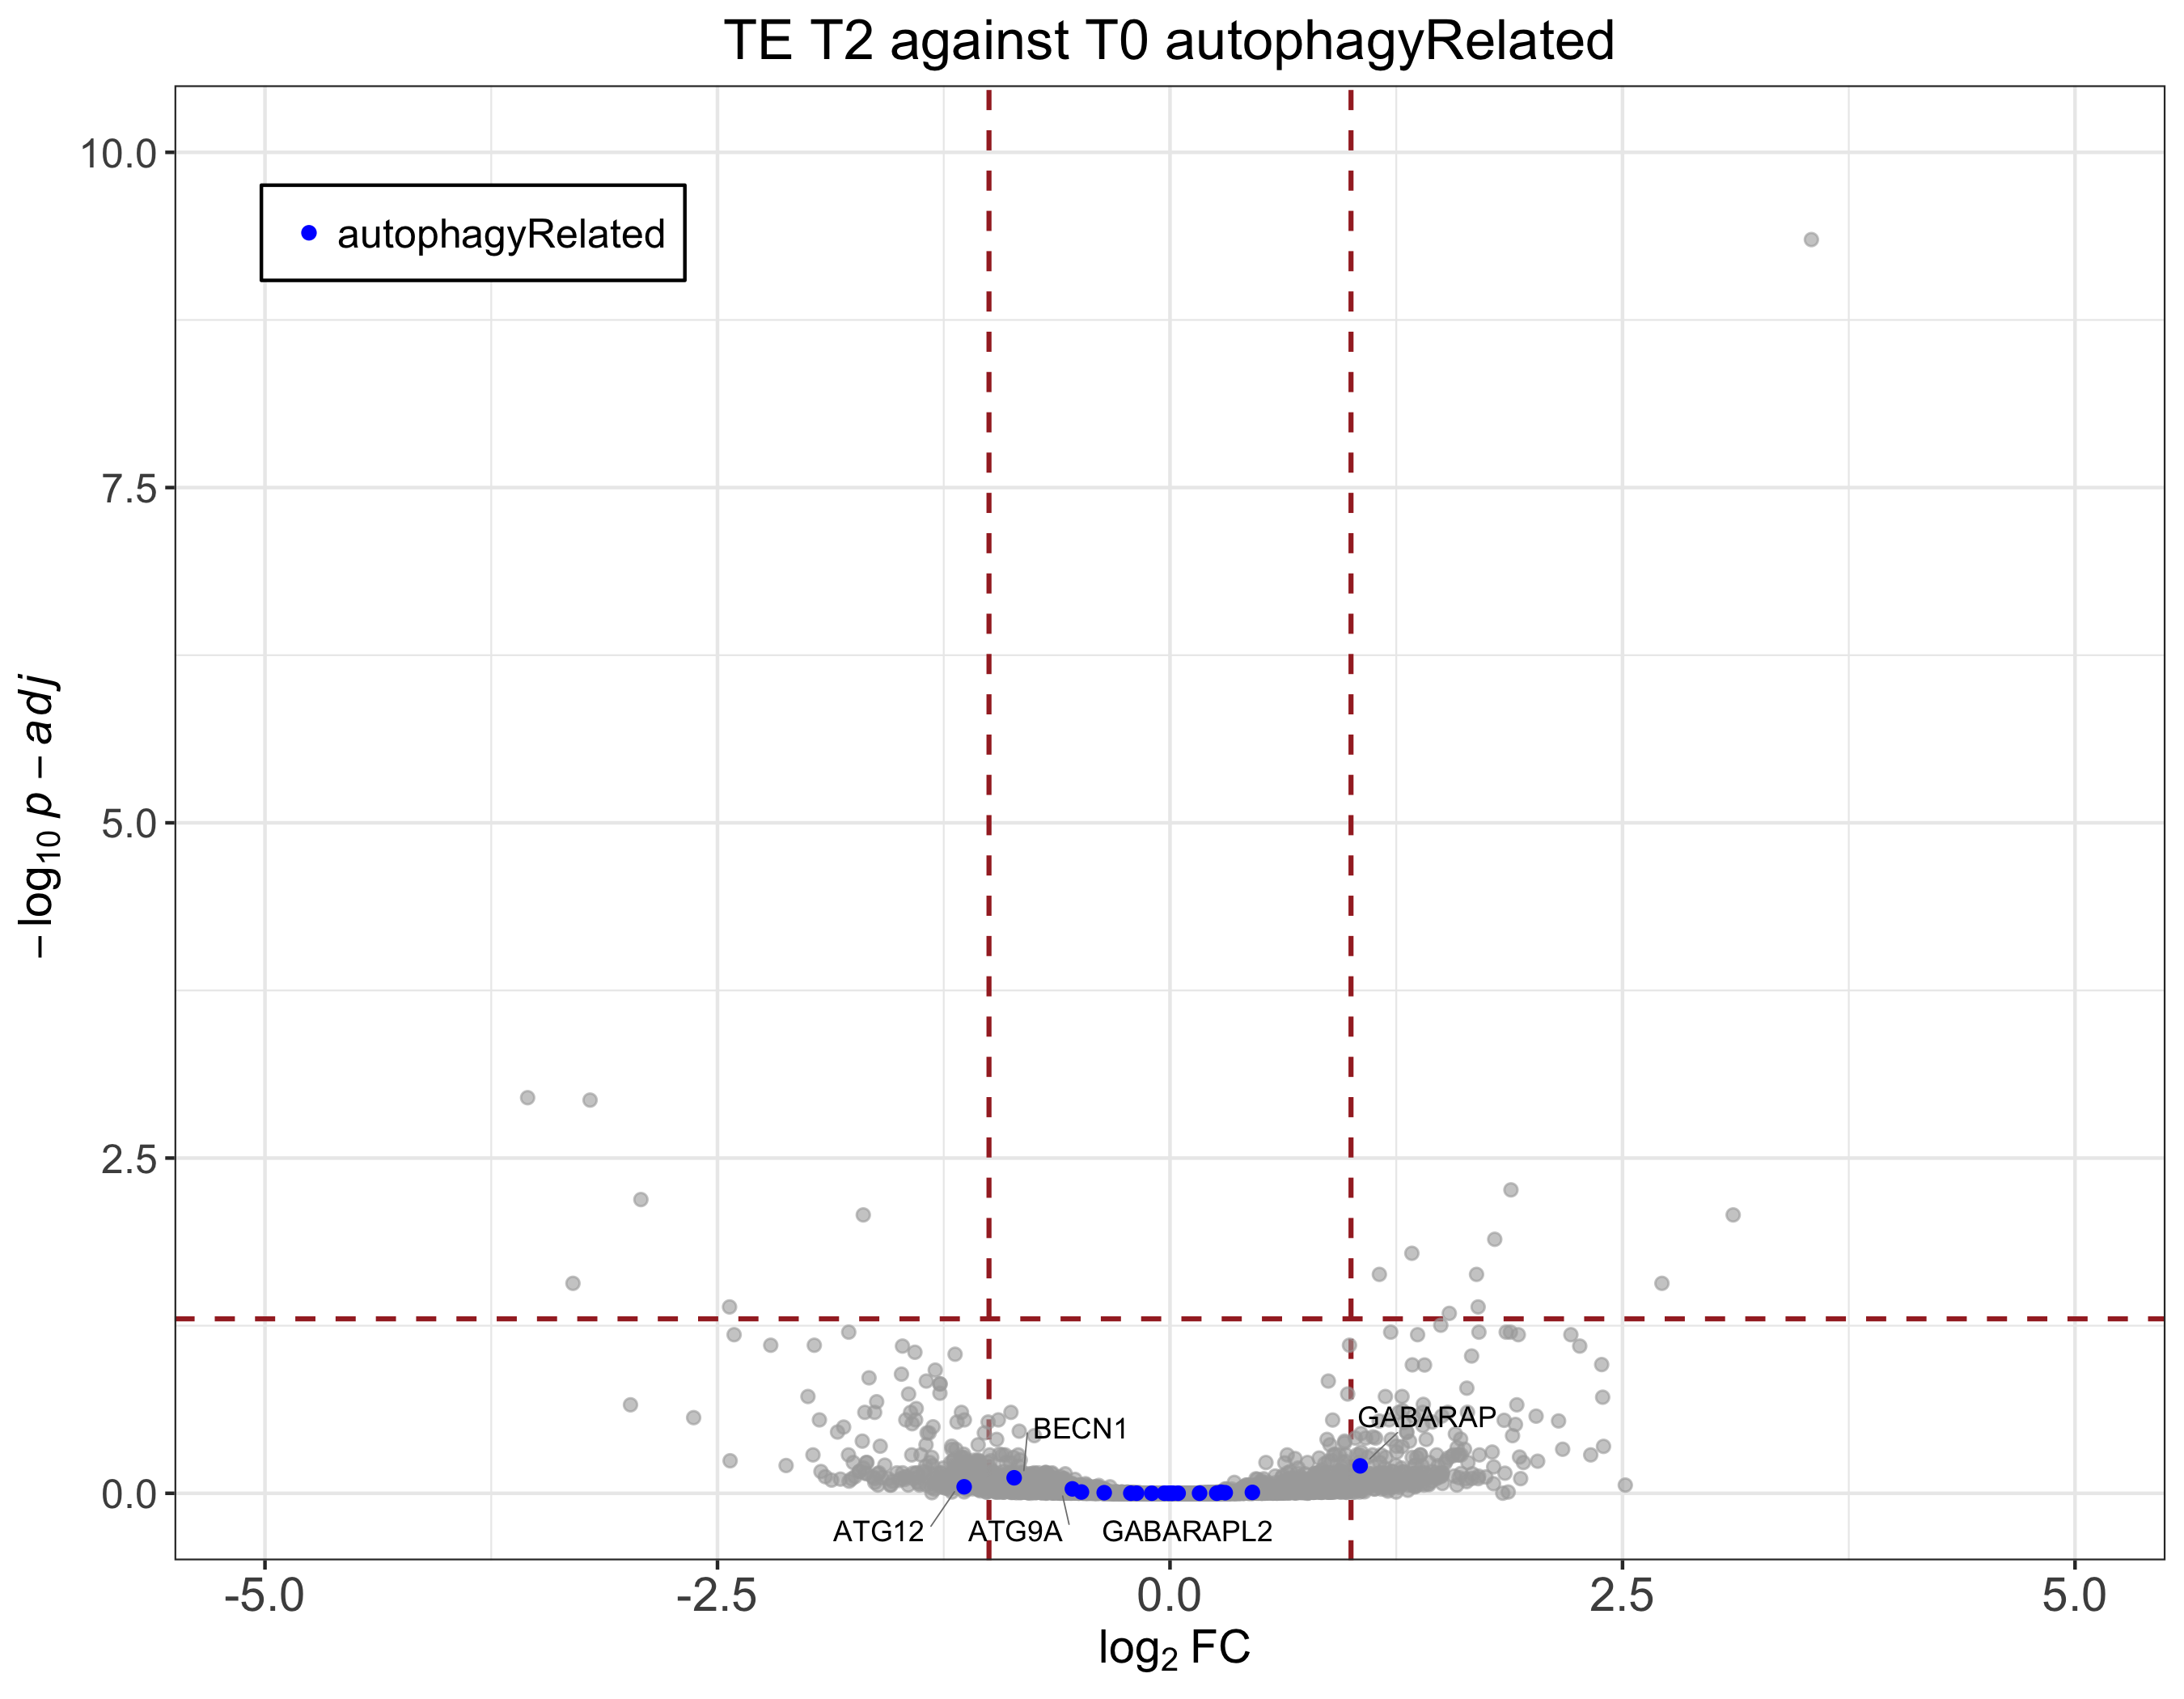 TE T2 against T0 autophagyRelated
10.0
autophagyRelated
7.5
5.0
2.5
0.0
−log10 p − adj
BECN1
GABARAP
ATG12
ATG9A
GABARAPL2
-5.0
-2.5
0.0
2.5
5.0
log2 FC